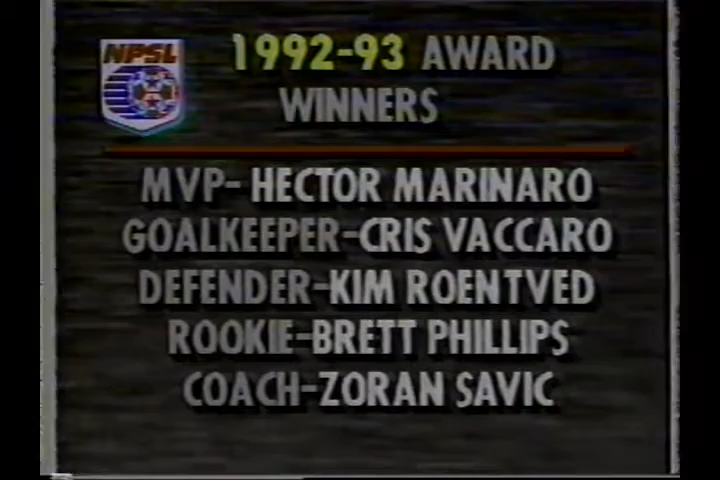 NPSL
1992-93 AWARD
WINNERS
MVP- HECTOR MARINARO
GOALKEEPER-CRIS VACCARO
DEFENDER-KIM ROENTVED
ROOKIE-BRETT PHILLIPS
COACH-ZORAN SAVIC